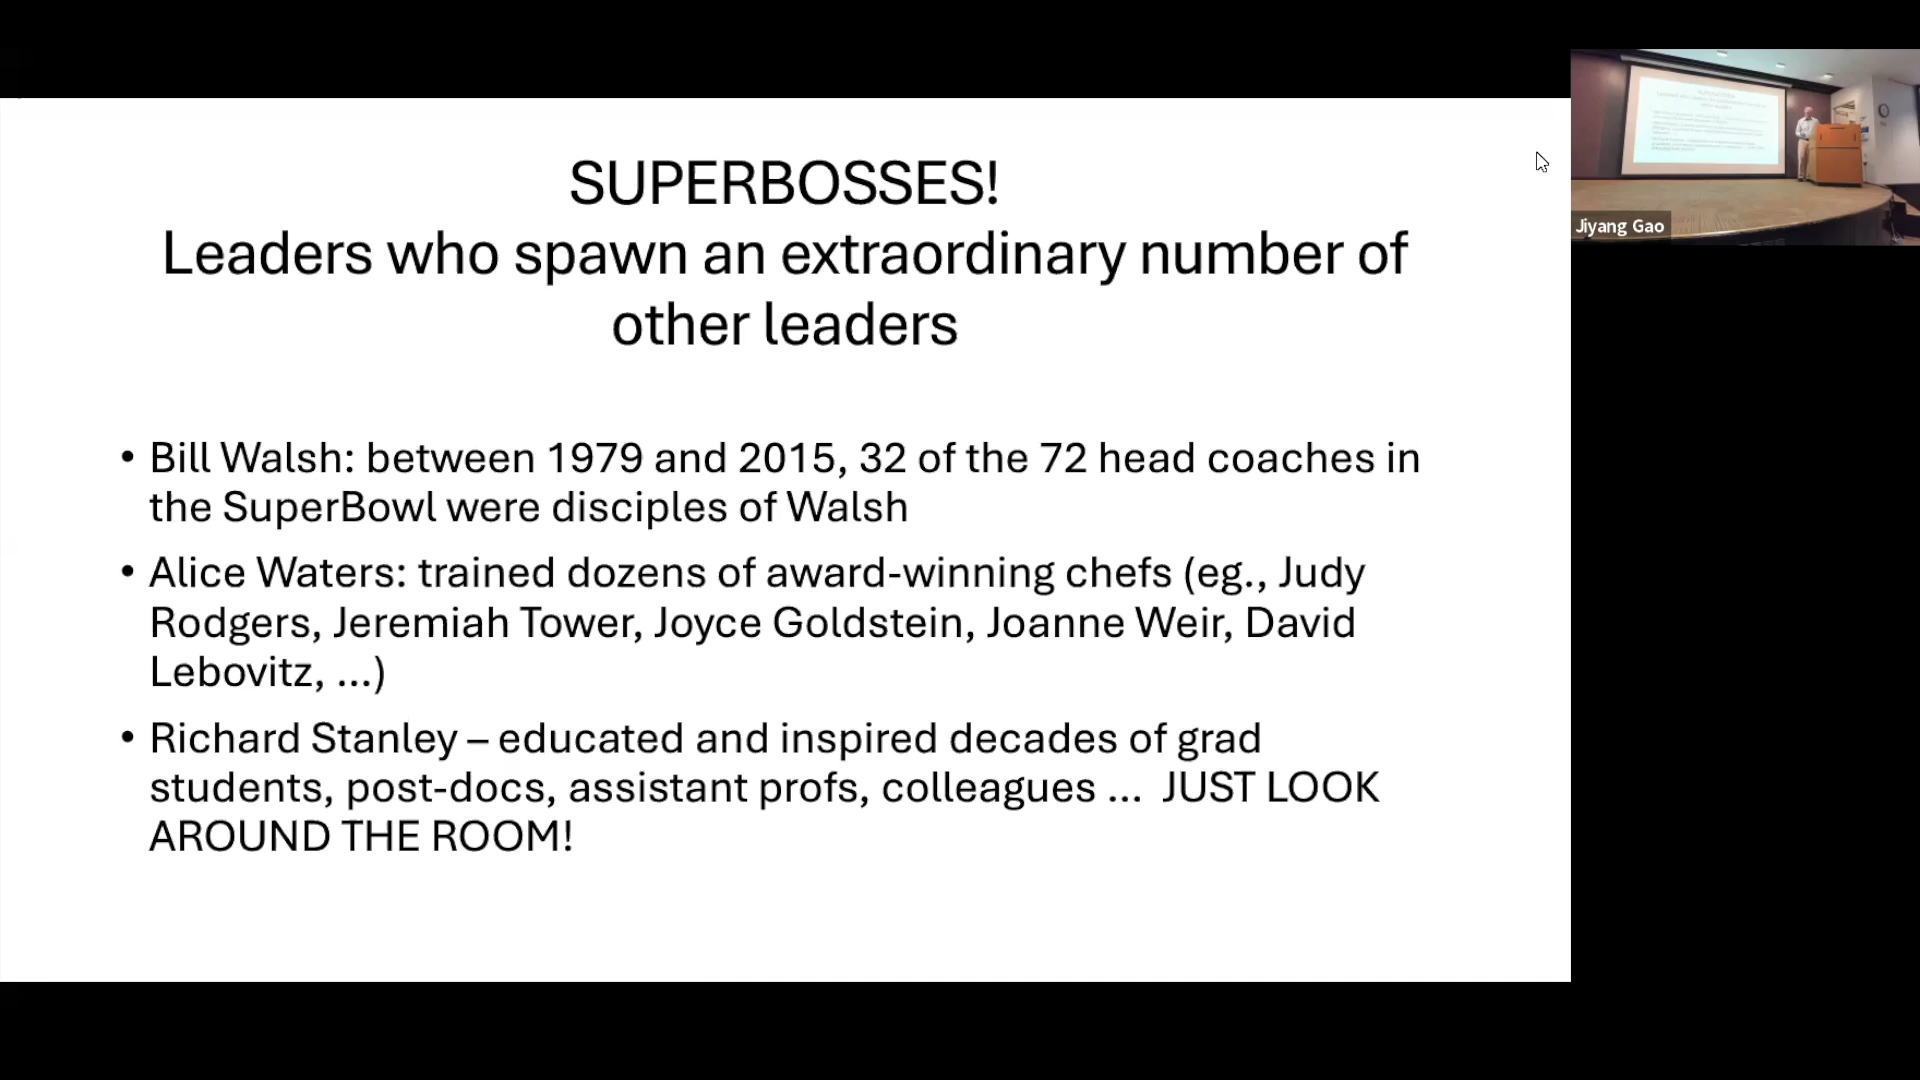 SUPERBOSSES!
Leaders who spawn an extraordinary number of
other leaders
• Bill Walsh: between 1979 and 2015, 32 of the 72 head coaches in
the SuperBowl were disciples of Walsh
• Alice Waters: trained dozens of award-winning chefs (eg., Judy
Rodgers, Jeremiah Tower, Joyce Goldstein, Joanne Weir, David
Lebovitz, ...)
• Richard Stanley – educated and inspired decades of grad
students, post-docs, assistant profs, colleagues ... JUST LOOK
AROUND THE ROOM!
Jiyang Gao